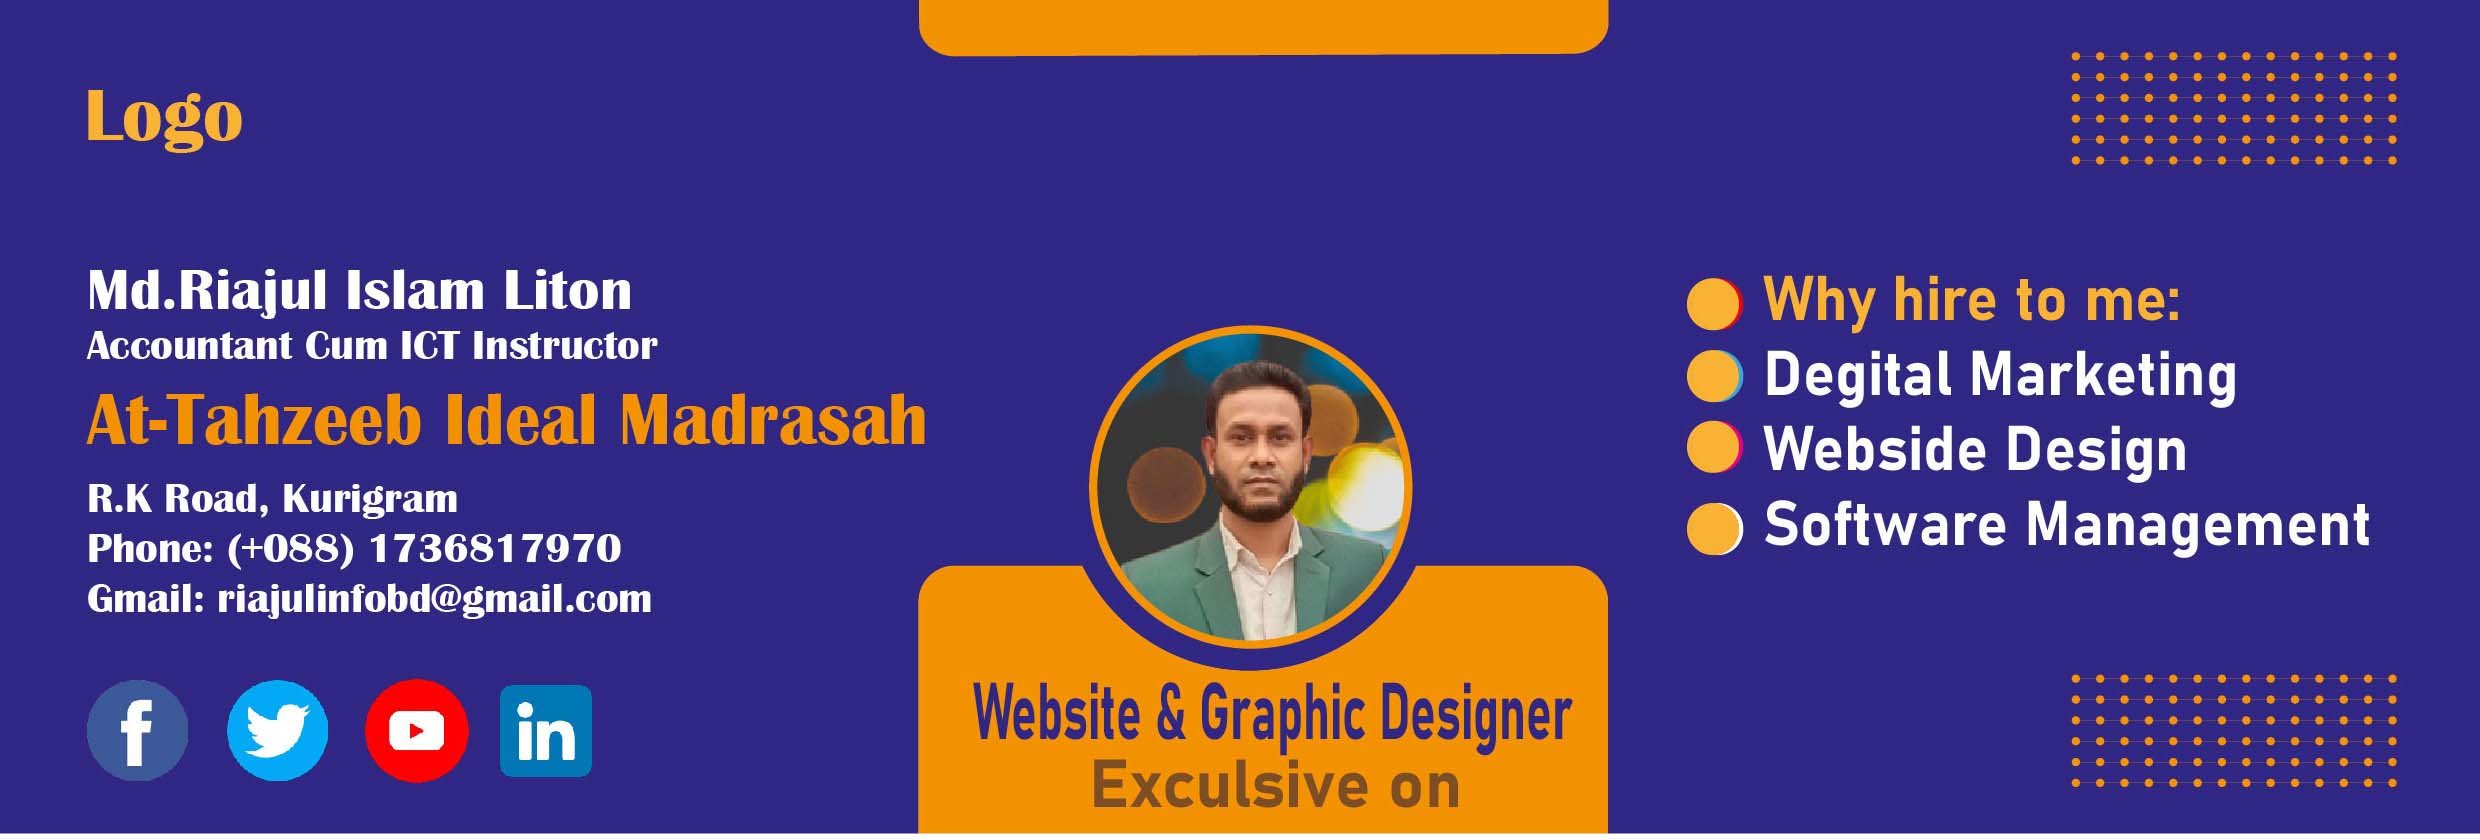 Logo
Md.Riajul Islam Liton
Accountant Cum ICT Instructor
At-Tahzeeb Ideal Madrasah
R.K Road, Kurigram
Phone: (+088) 1736817970
Gmail: riajulinfobd@gmail.com
f
in
Website & Graphic Designer
Exculsive on
Why hire to me:
Degital Marketing
Webside Design
Software Management